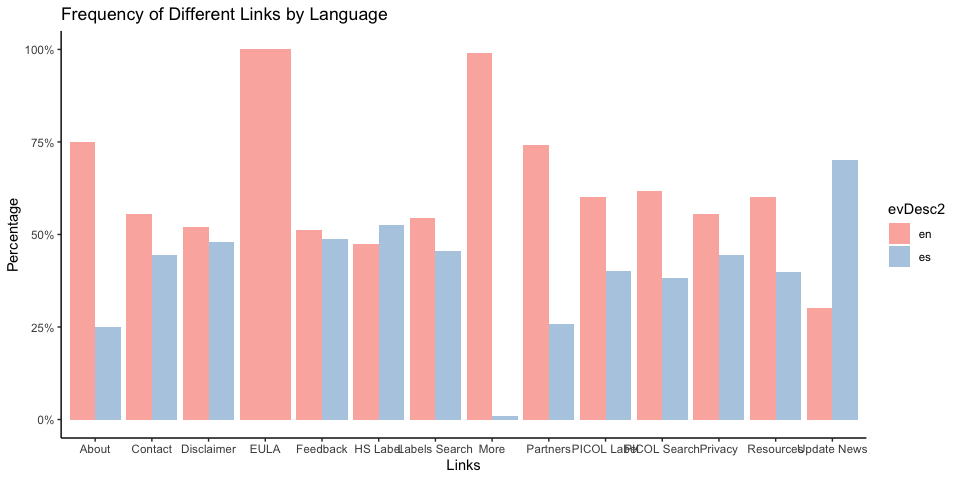 Frequency of Different Links by Language
Percentage
100%
75%
50%
25%
0%
About
Contact
Disclaimer
EULA
Feedback
HS Label
Labels Search
More
Partners
PICOL Label
PICOL Search
Privacy
Resources
Update News
Links
evDesc2
en
es